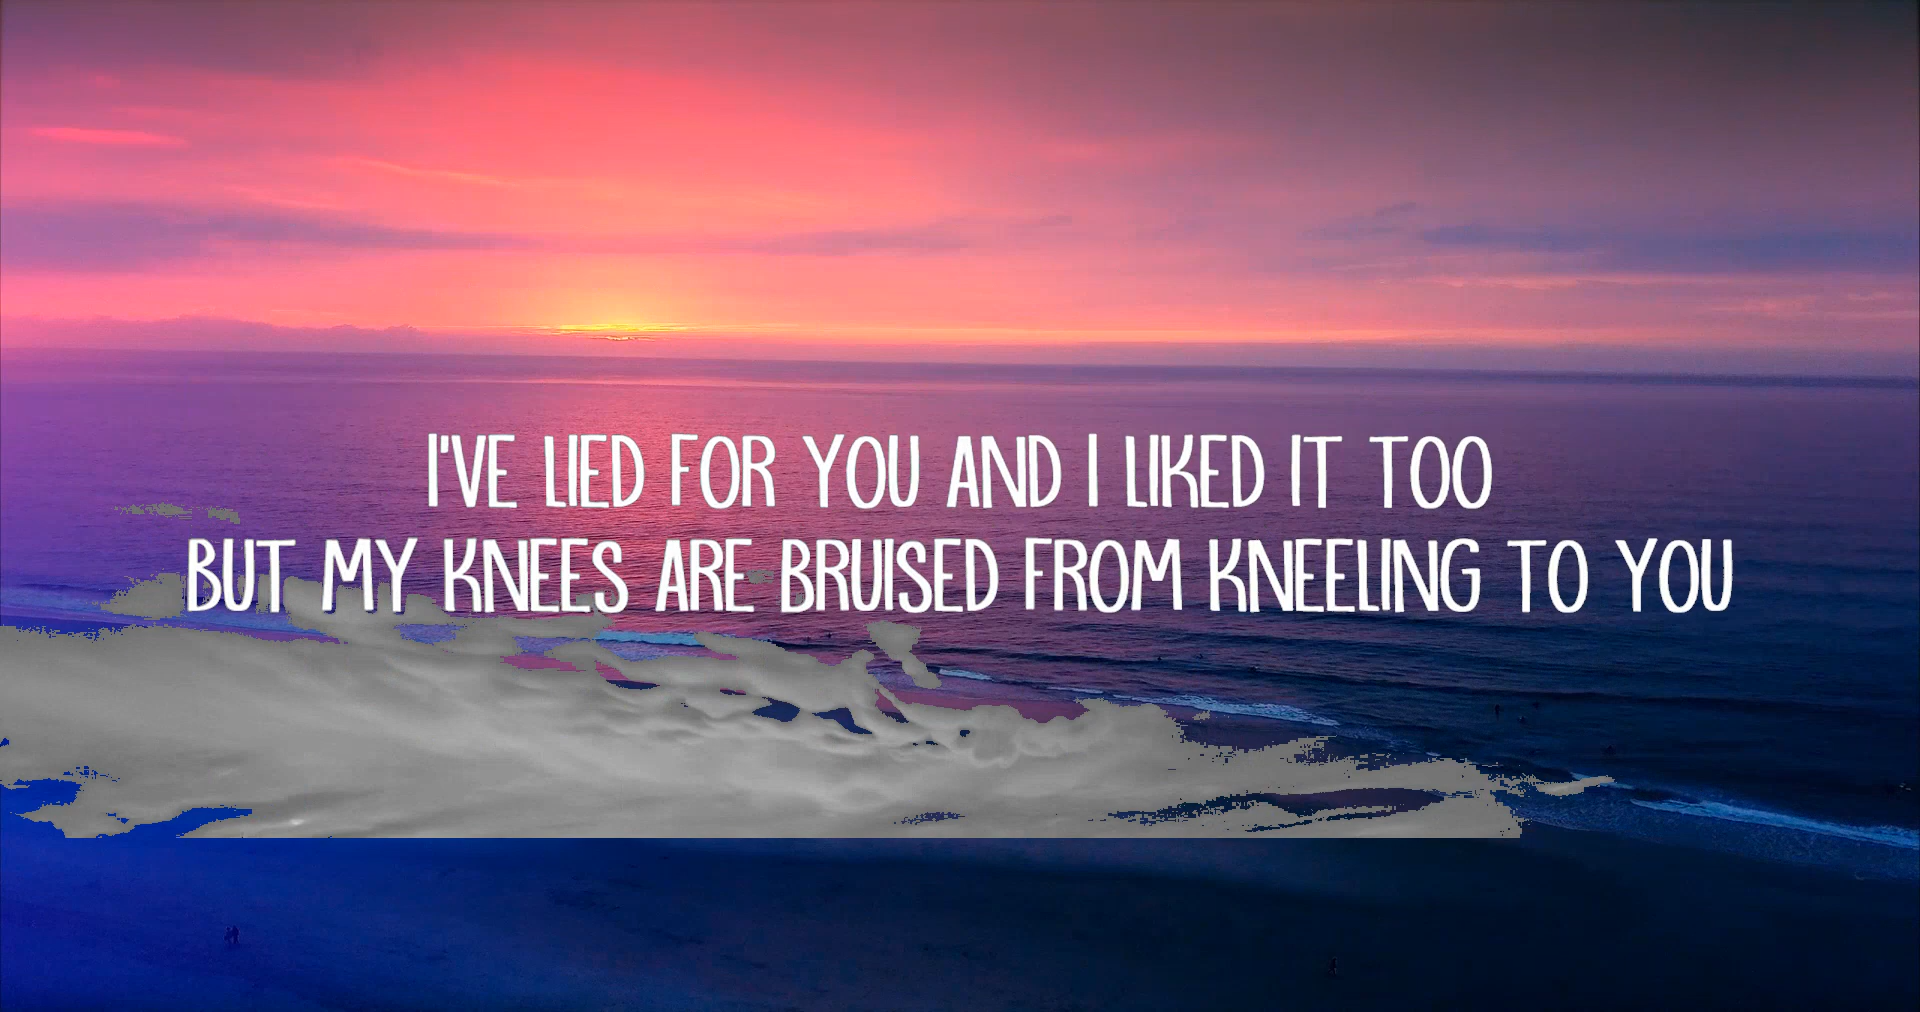 I'VE LIED FOR YOU AND I LIKED IT TOO
BUT MY KNEES ARE BRUISED FROM KNEELING TO YOU